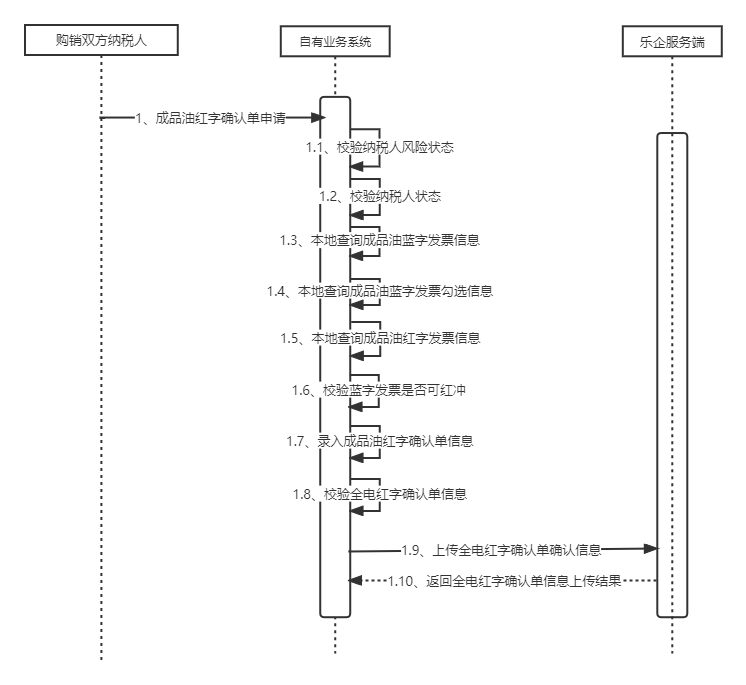 购销双方纳税人
自有业务系统
乐企服务端
1、成品油红字确认单申请
1.1、校验纳税人风险状态
1.2、校验纳税人状态
1.3、本地查询成品油蓝字发票信息
1.4、本地查询成品油蓝字发票勾选信息
1.5、本地查询成品油红字发票信息
1.6、校验蓝字发票是否可红冲
1.7、录入成品油红字确认单信息
1.8、校验全电红字确认单信息
1.9、上传全电红字确认单确认信息
1.10、返回全电红字确认单信息上传结果